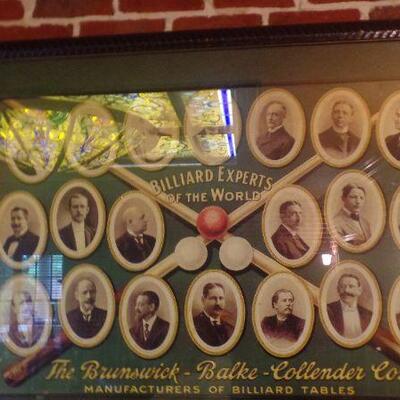 BILLIARD EXPERTS
OF THE WORLD
The Brunswick - Balke - Collender Co.
MANUFACTURERS OF BILLIARD TABLES